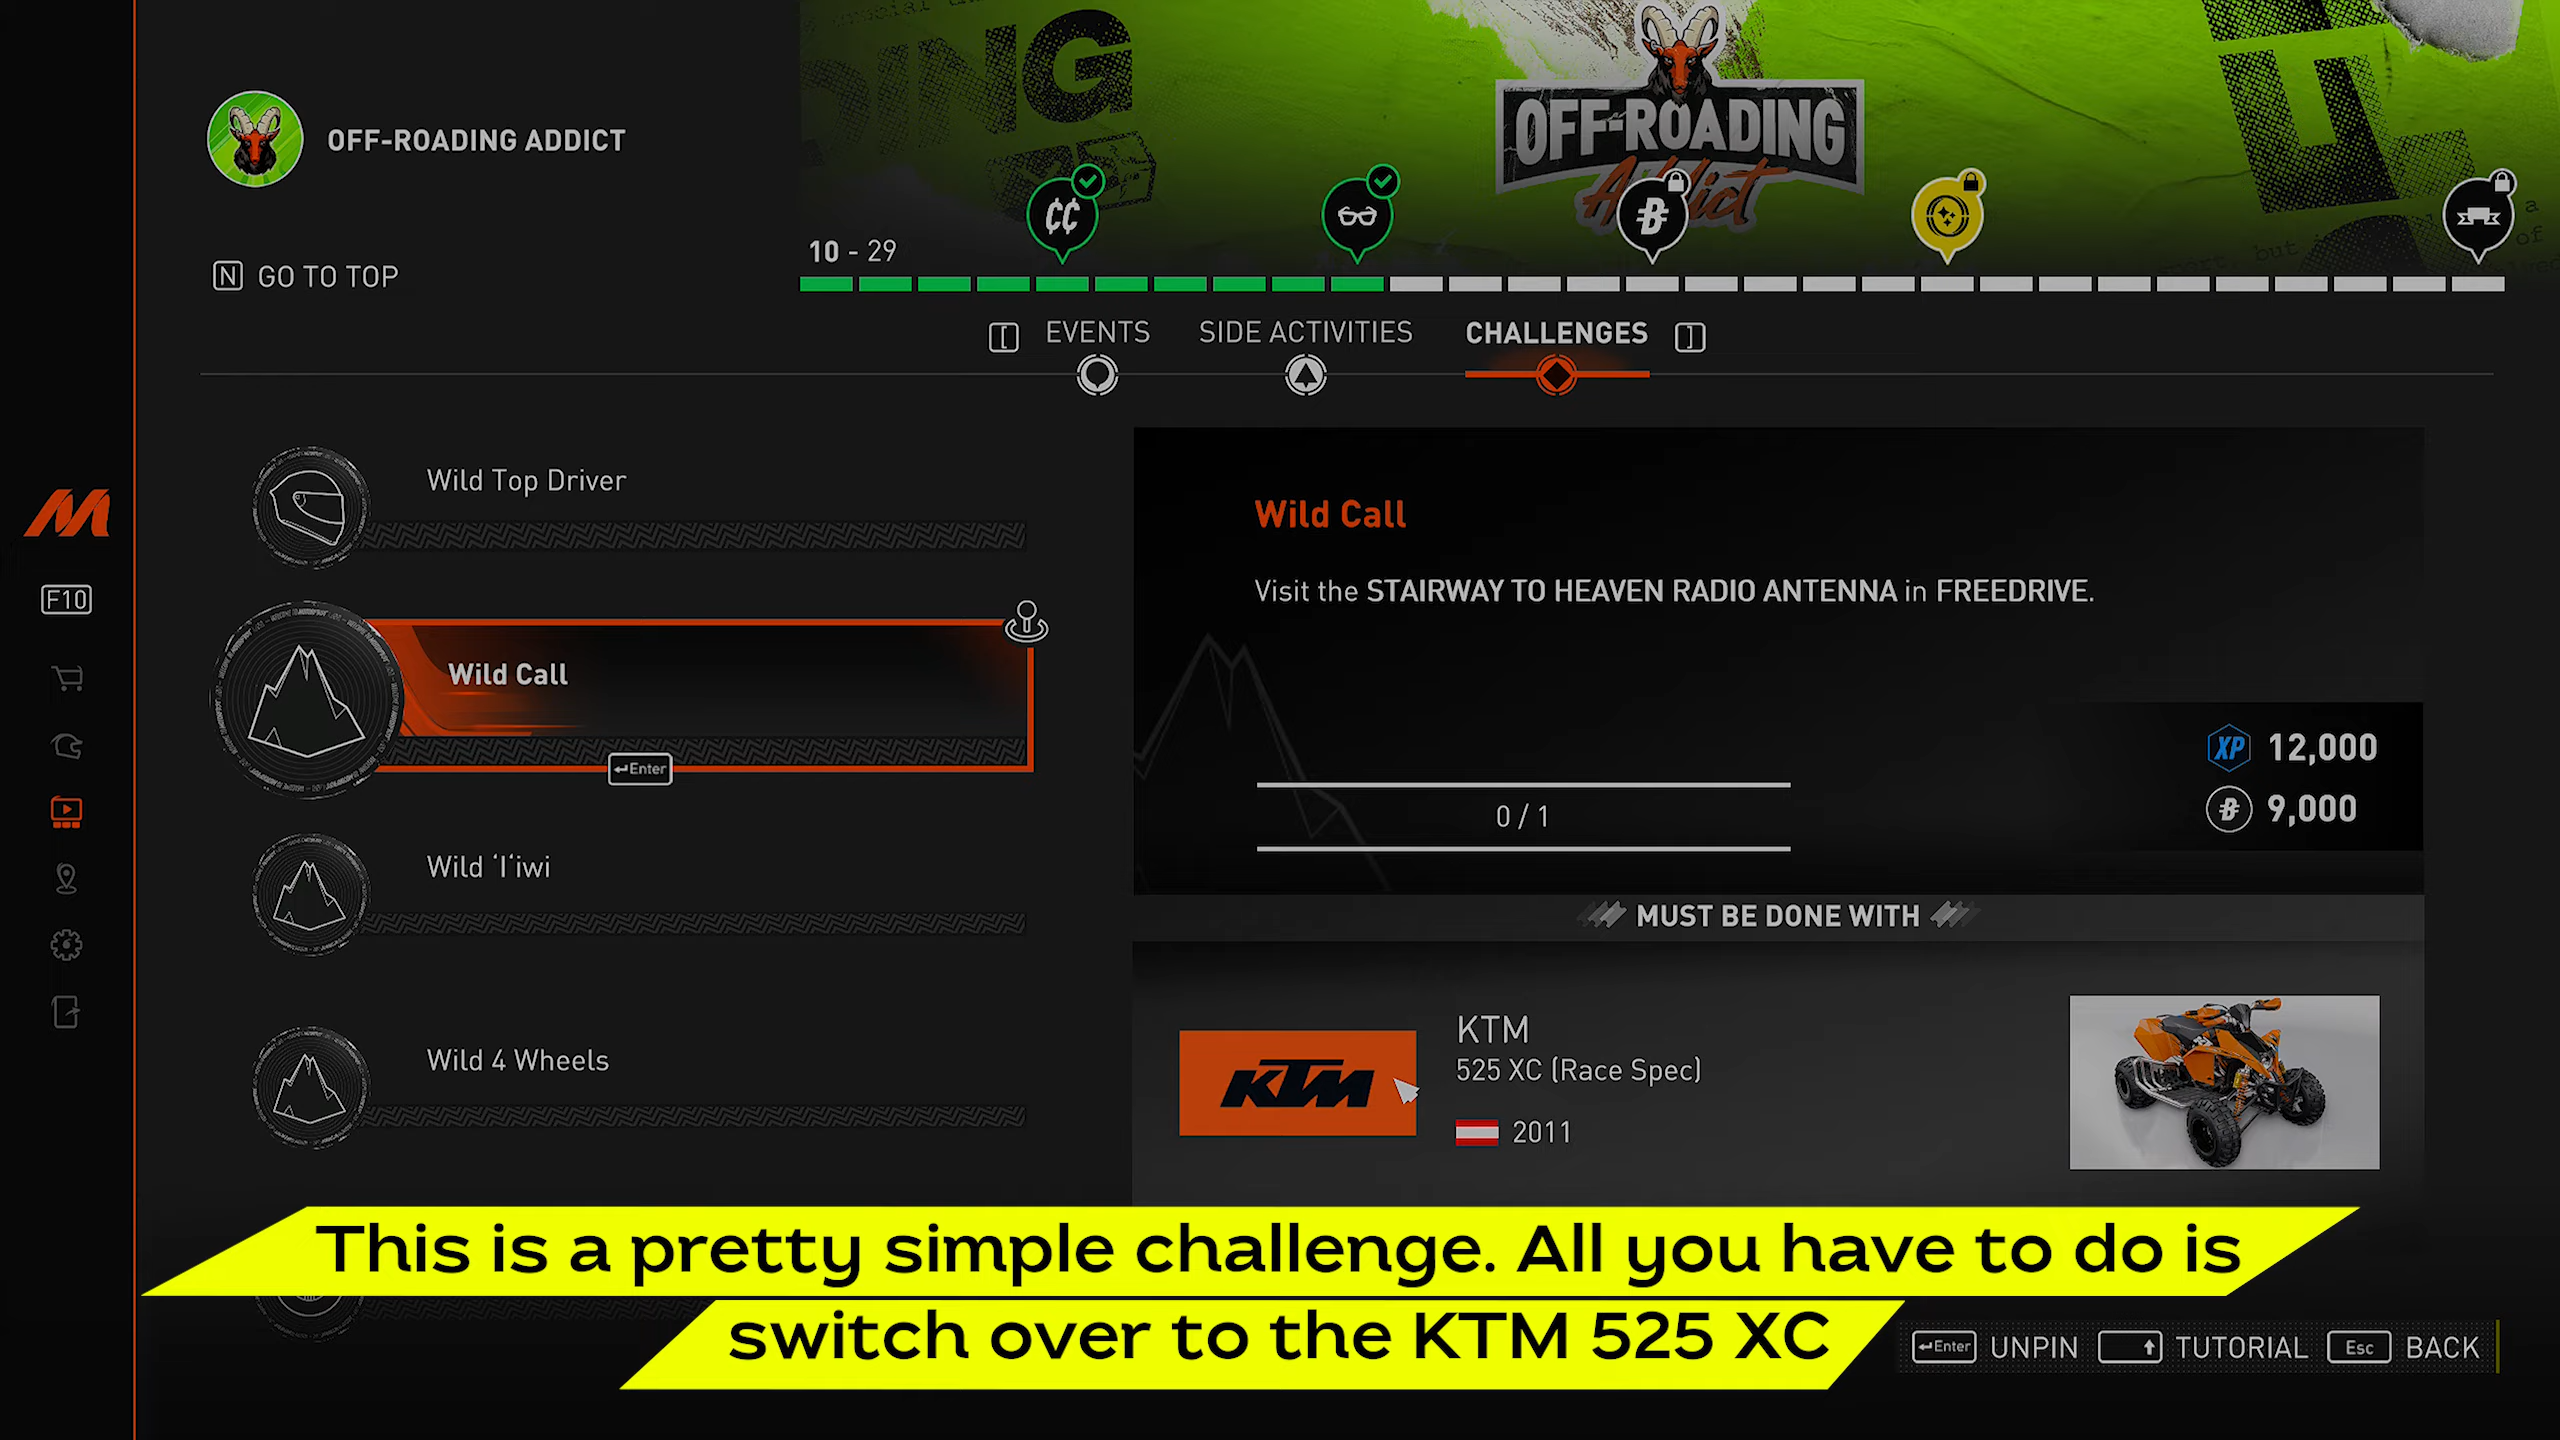 OFF-ROADING ADDICT
OFF-ROADING
Addict
N GO TO TOP
10 - 29
[ EVENTS SIDE ACTIVITIES CHALLENGES ]
Wild Top Driver
Wild Call
Enter
Wild 'I'iwi
Wild 4 Wheels
F10
Wild Call
Visit the STAIRWAY TO HEAVEN RADIO ANTENNA in FREEDRIVE.
0 / 1
XP 12,000
9,000
MUST BE DONE WITH
KTM
KTM
525 XC (Race Spec)
2011
This is a pretty simple challenge. All you have to do is
switch over to the KTM 525 XC
Enter UNPIN TUTORIAL Esc BACK